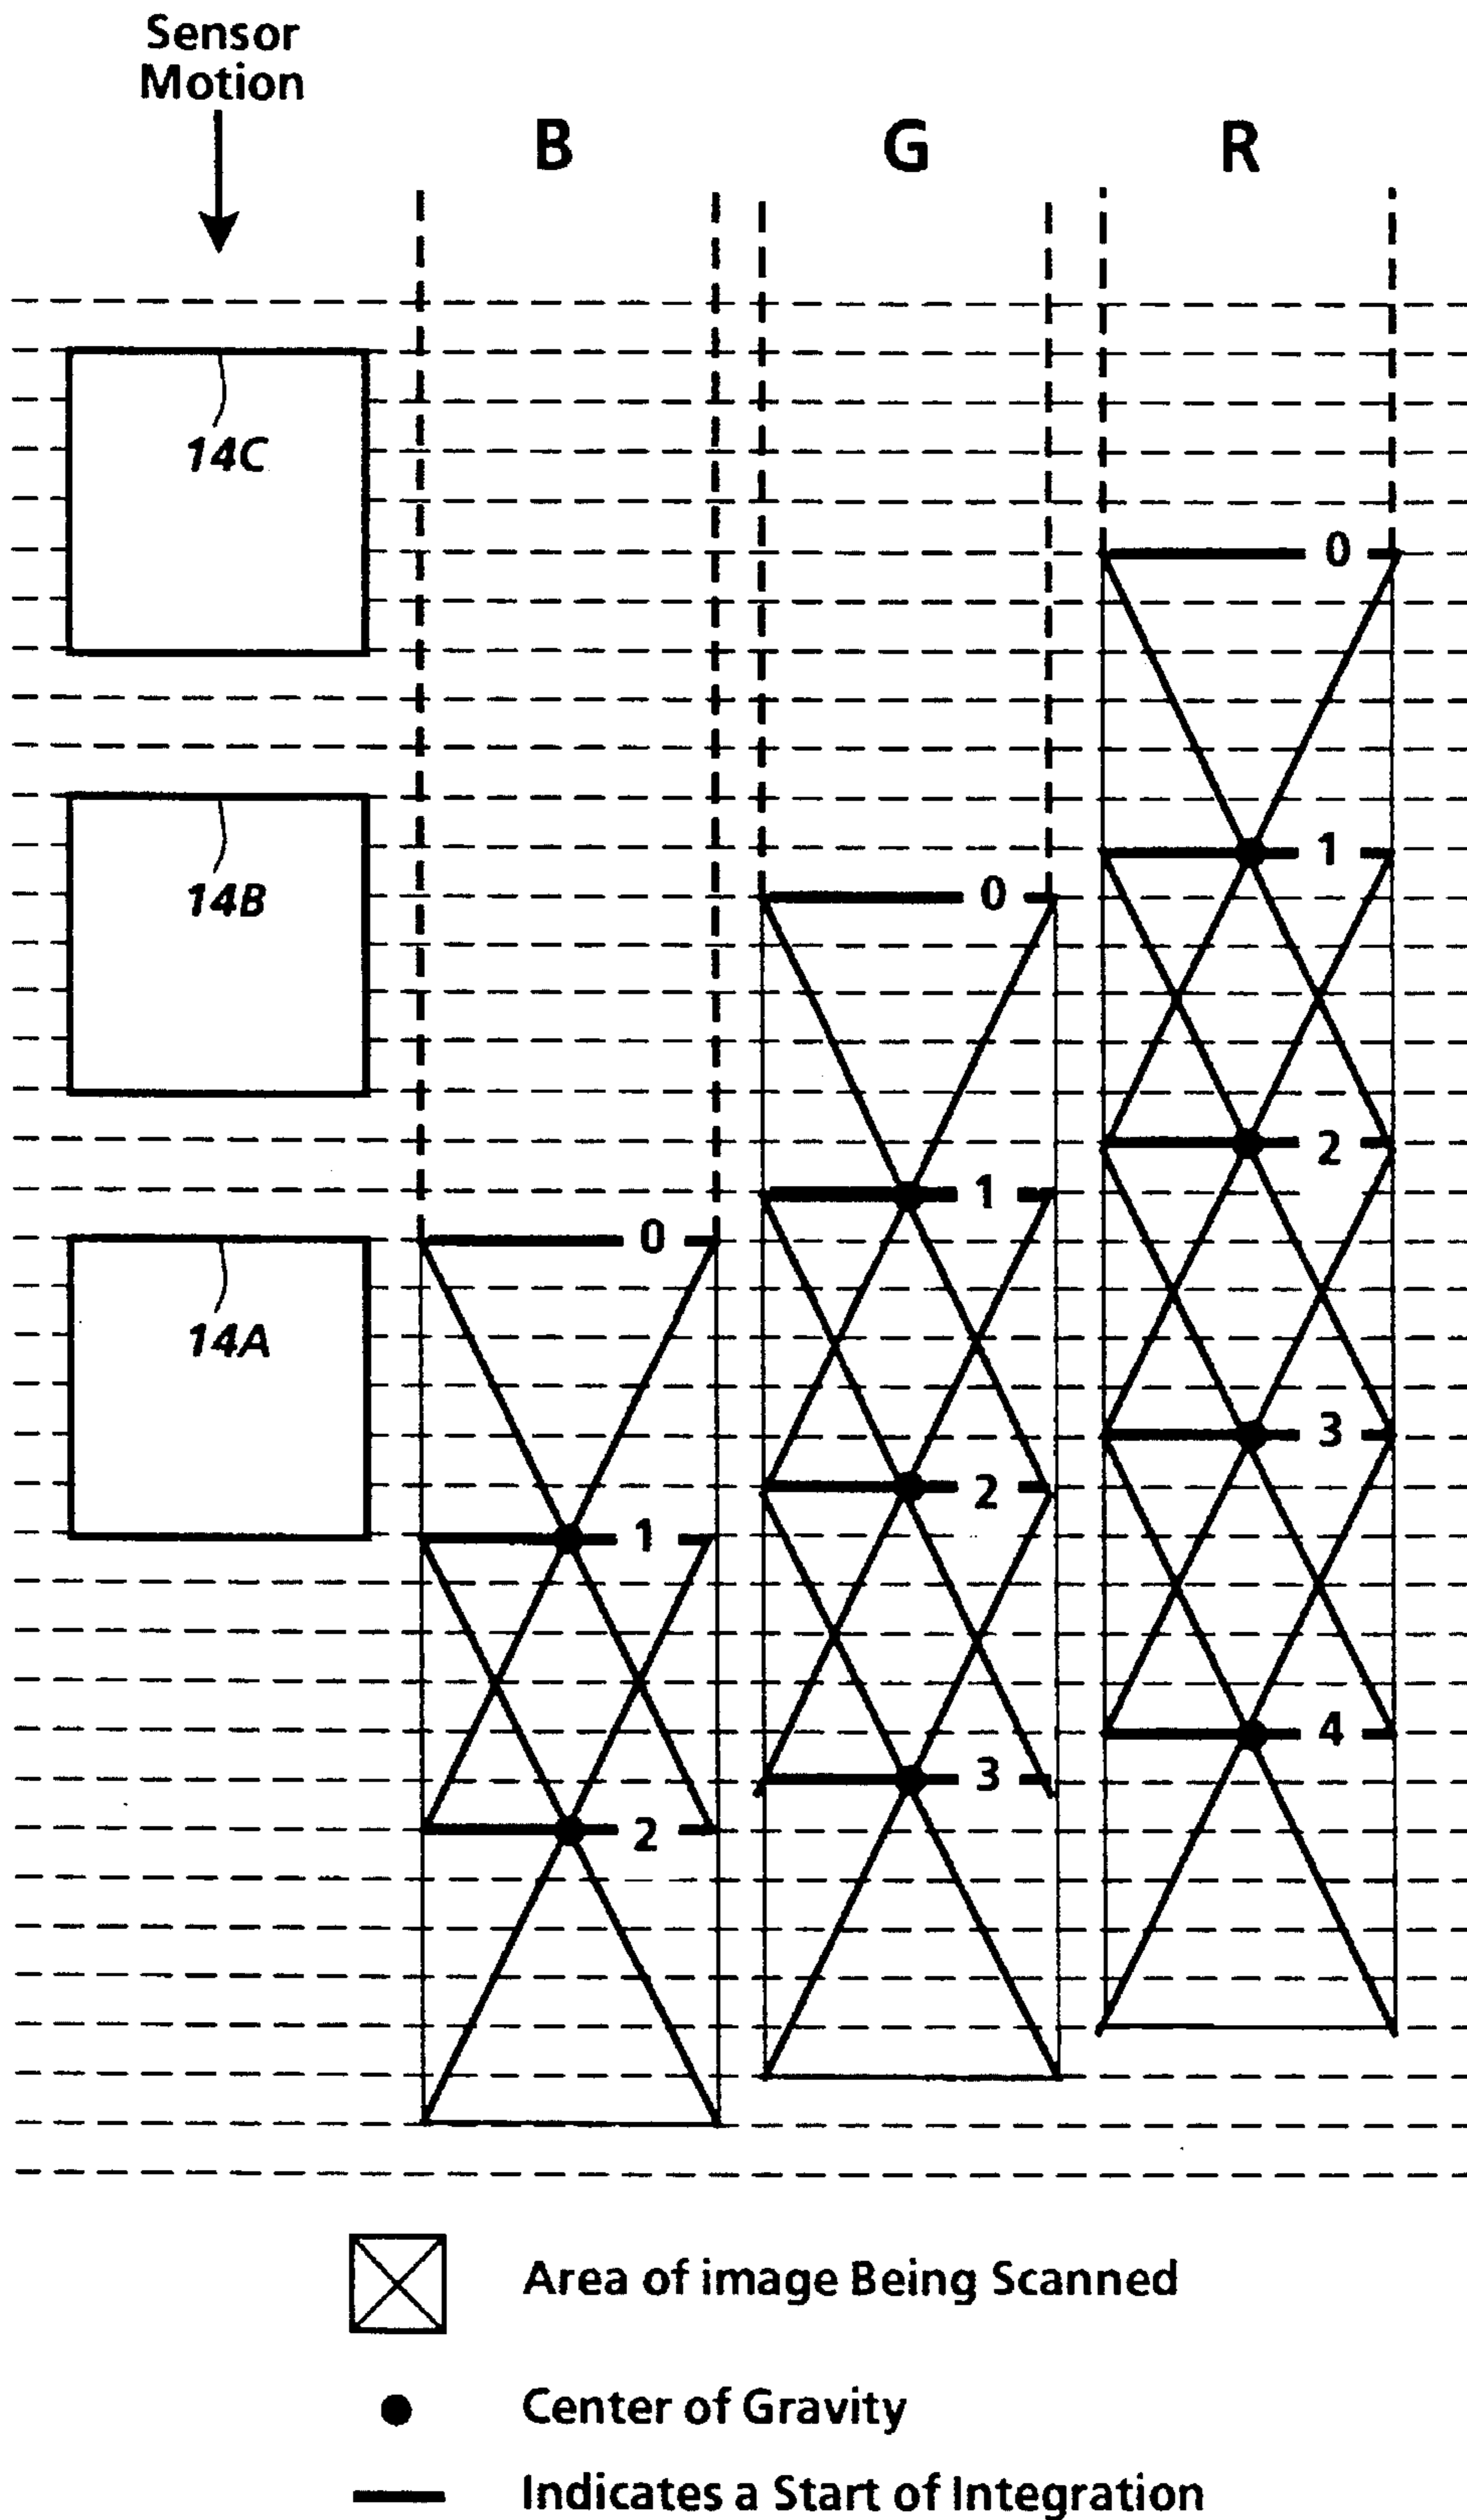 Sensor
Motion
B
G
R
14C
0
1
0
14B
2
1
0
14A
3
2
1
4
3
2
Area of image Being Scanned
Center of Gravity
Indicates a Start of Integration